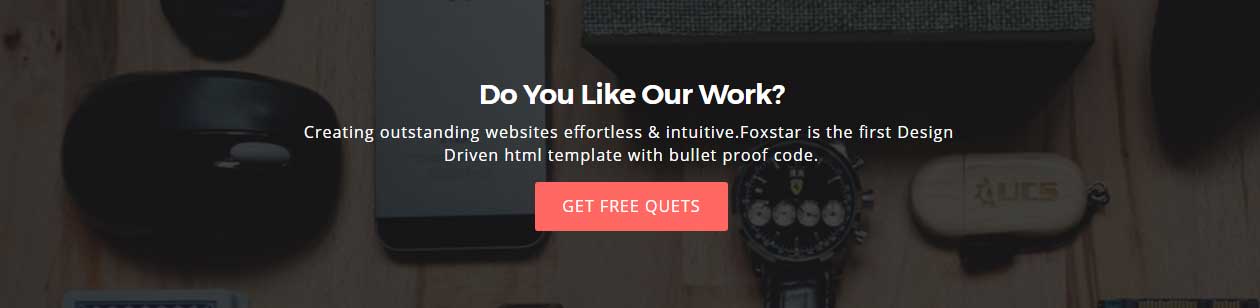 Do You Like Our Work?
Creating outstanding websites effortless & intuitive.Foxstar is the first Design
Driven html template with bullet proof code.
GET FREE QUETS
UCS